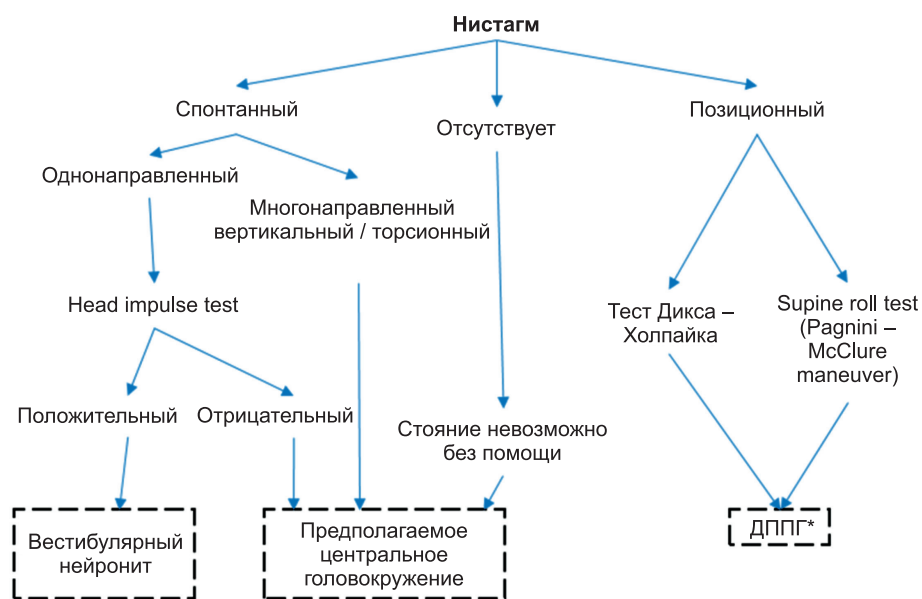 Нистагм
Спонтанный
Отсутствует
Позиционный
Однонаправленный
Многонаправленный
вертикальный / торсионный
Head impulse test
Тест Дикса –
Холпайка
Supine roll test
(Pagnini –
McClure
maneuver)
Положительный
Отрицательный
Стояние невозможно
без помощи
Вестибулярный
нейронит
Предполагаемое
центральное
головокружение
ДППГ*